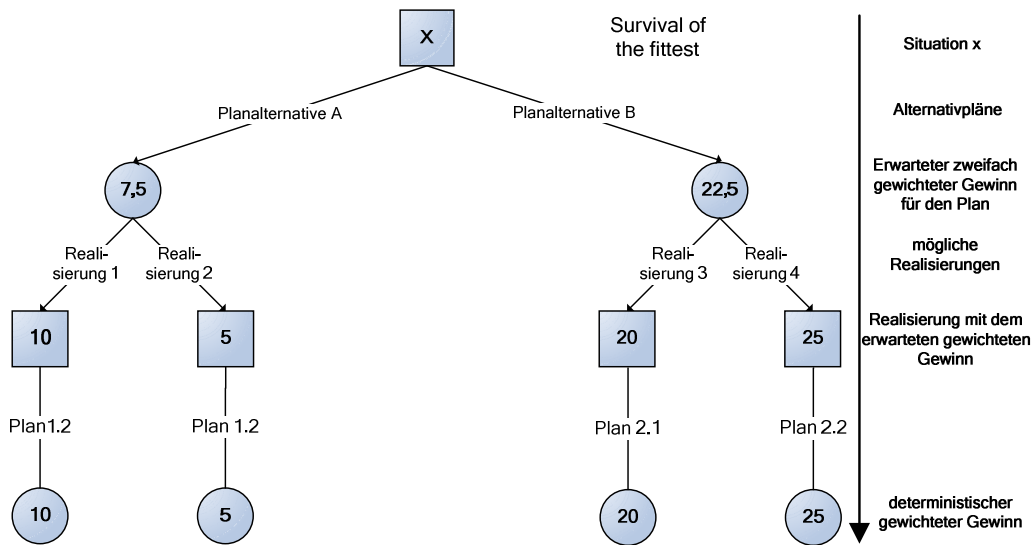 X
Survival of
the fittest
Situation x
Planalternative A
Planalternative B
Alternativpläne
7,5
22,5
Erwarteter zweifach
gewichteter Gewinn
für den Plan
Reali-
sierung 1
Reali-
sierung 2
Reali-
sierung 3
Reali-
sierung 4
mögliche
Realisierungen
10
5
20
25
Realisierung mit dem
erwarteten gewichteten
Gewinn
Plan1.2
Plan 1.2
Plan 2.1
Plan 2.2
10
5
20
25
deterministischer
gewichteter Gewinn